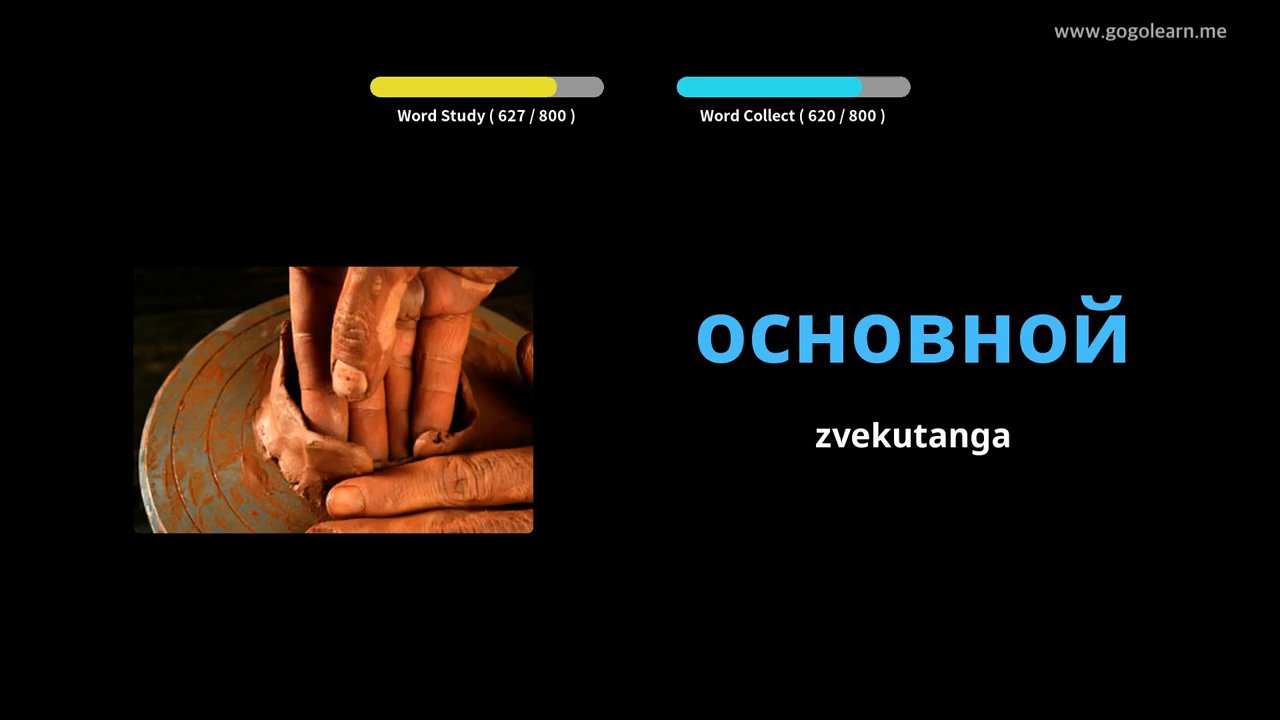 www.gogolearn.me
Word Study ( 627 / 800 )
Word Collect ( 620 / 800 )
основной
zvekutanga